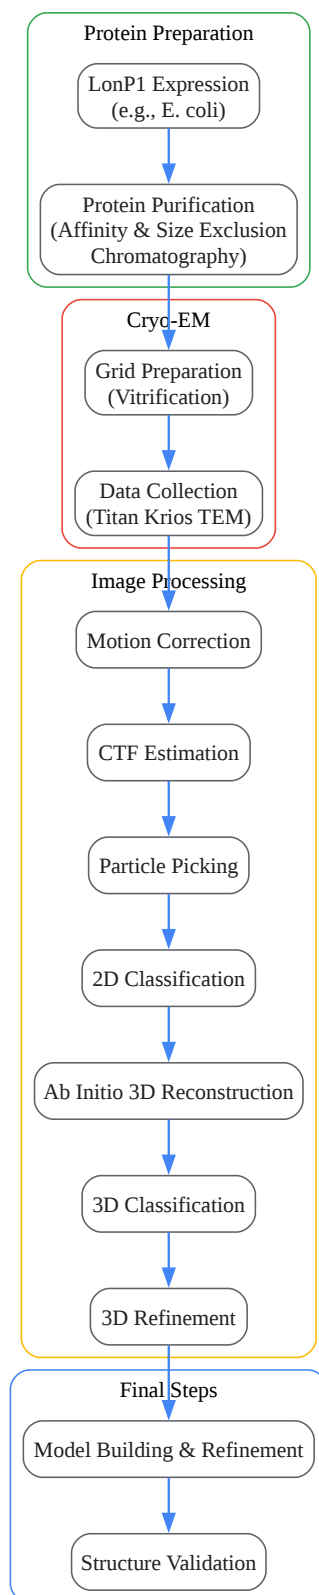 Protein Preparation
LonP1 Expression
(e.g., E. coli)
Protein Purification
(Affinity & Size Exclusion
Chromatography)
Cryo-EM
Grid Preparation
(Vitrification)
Data Collection
(Titan Krios TEM)
Image Processing
Motion Correction
CTF Estimation
Particle Picking
2D Classification
Ab Initio 3D Reconstruction
3D Classification
3D Refinement
Final Steps
Model Building & Refinement
Structure Validation